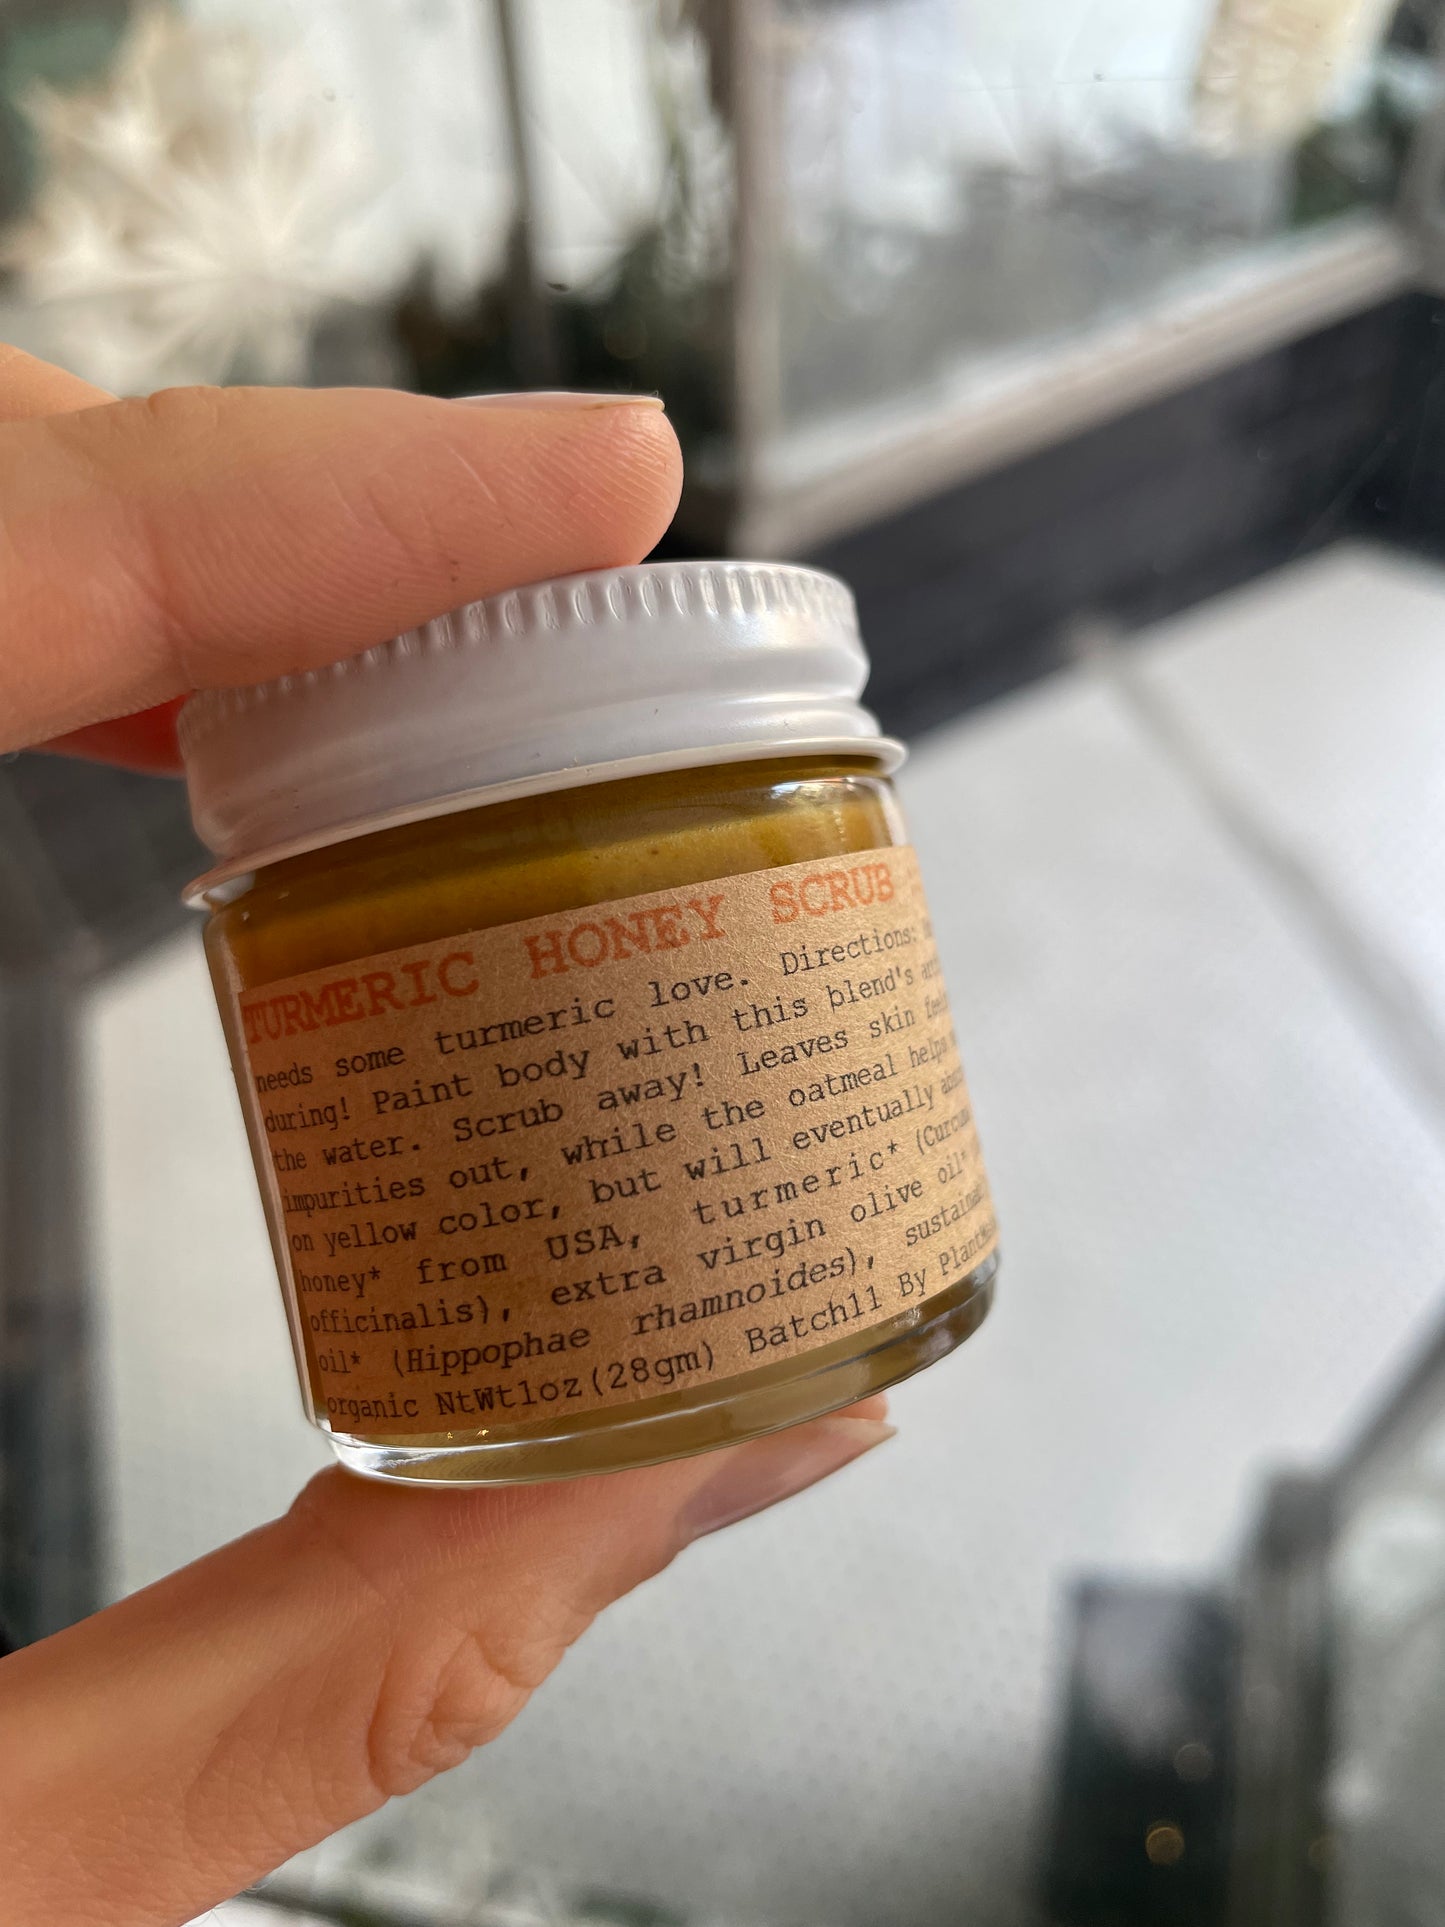 TURMERIC HONEY SCRUB
needs some turmeric love. Directions:
during! Paint body with this blend's
the water. Scrub away! Leaves skin
impurities out, while the oatmeal helps
on yellow color, but will eventually
honey* from USA, turmeric* (Curcuma
officinalis), extra virgin olive oil*
oil* (Hippophae rhamnoides),
organic NtWt1oz(28gm) Batch11 By